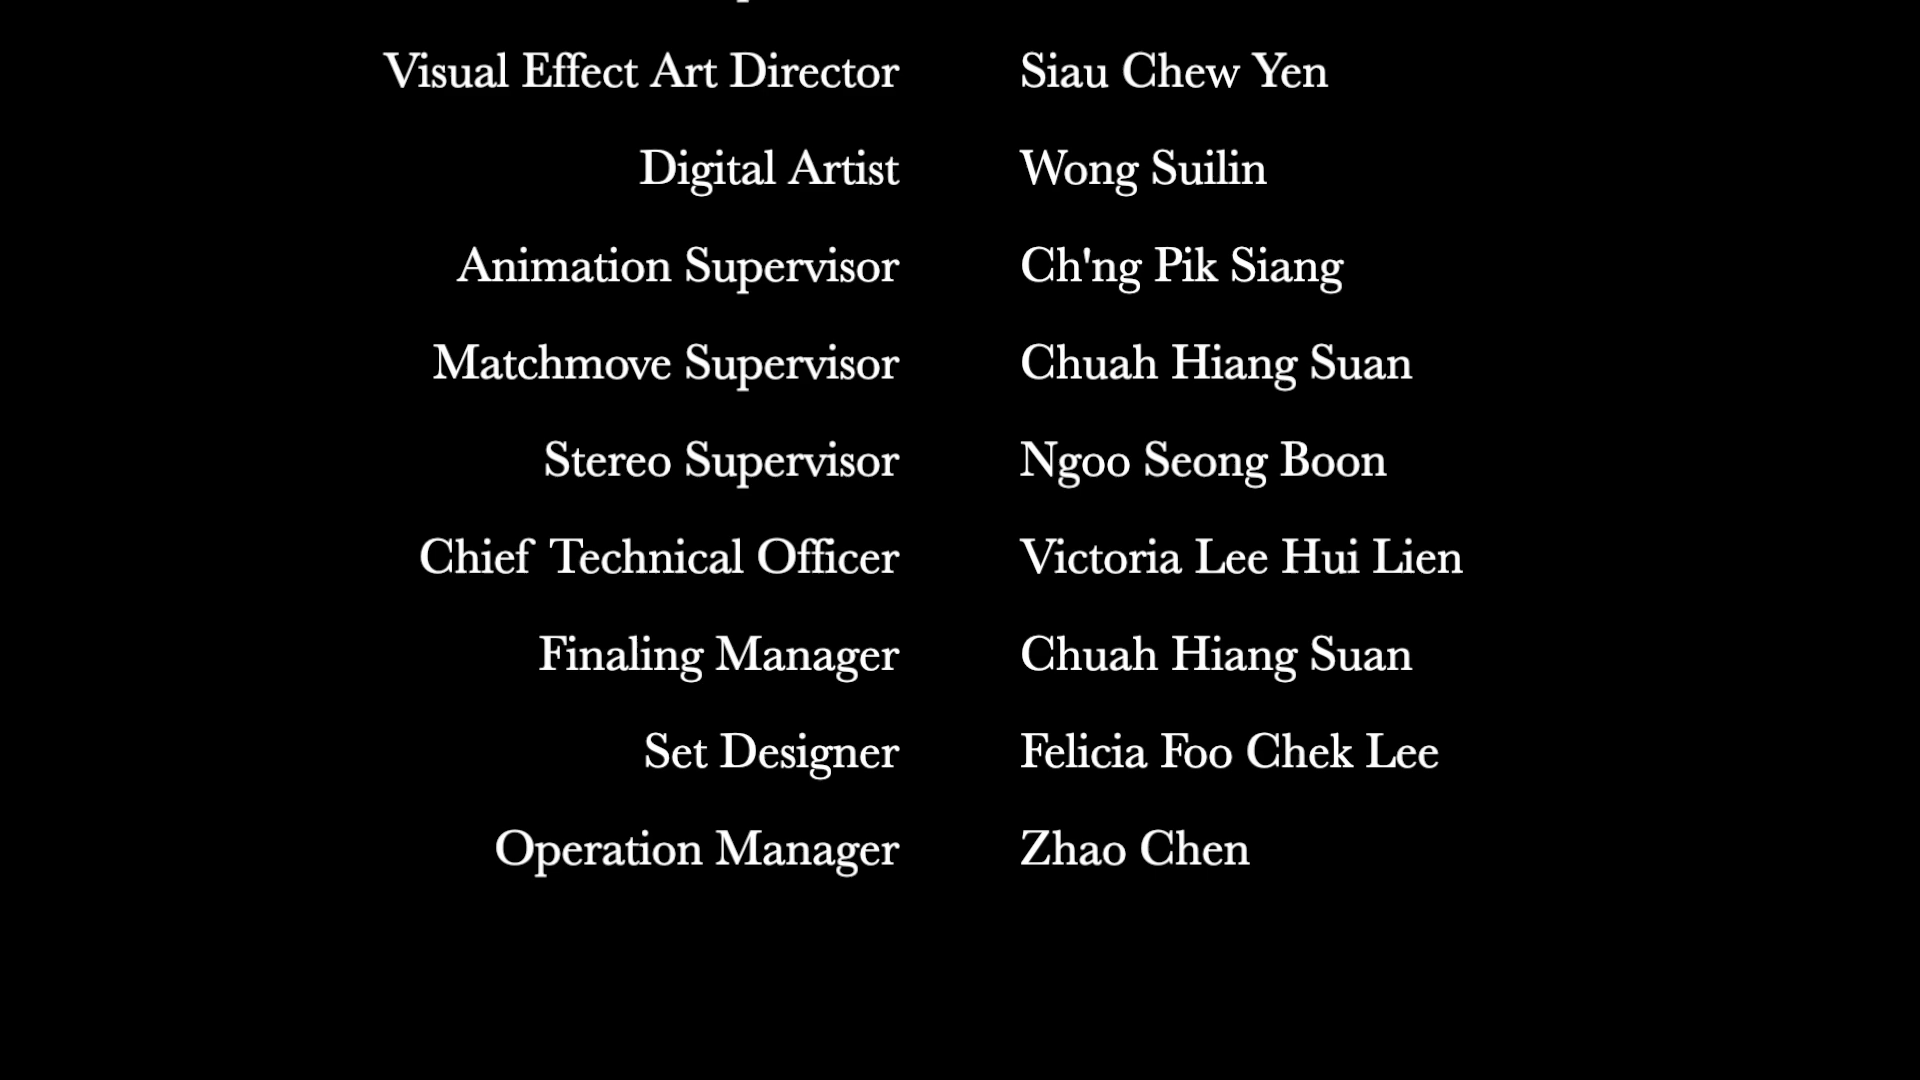 Visual Effect Art Director Siau Chew Yen
Digital Artist Wong Suilin
Animation Supervisor Ch'ng Pik Siang
Matchmove Supervisor Chuah Hiang Suan
Stereo Supervisor Ngoo Seong Boon
Chief Technical Officer Victoria Lee Hui Lien
Finaling Manager Chuah Hiang Suan
Set Designer Felicia Foo Chek Lee
Operation Manager Zhao Chen